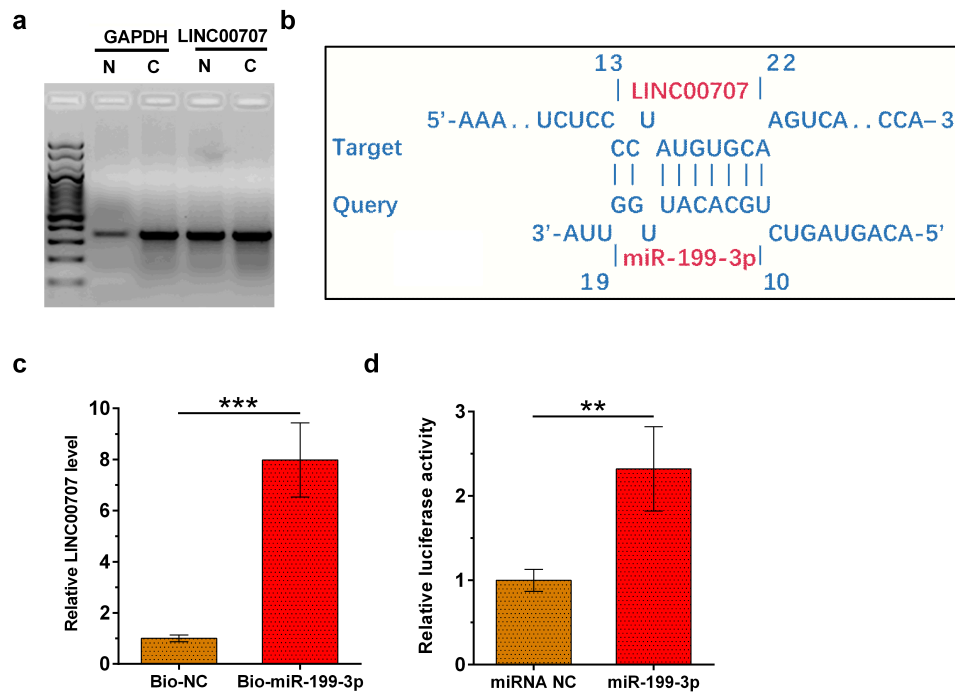 a
GAPDH LINC00707
N C N C
b
13 22
LINC00707
5'-AAA . . UCUCC U AGUCA . . CCA– 3
Target CC AUGUGCA
Query GG UACACGU
3'-AUU U CUGAUGACA-5'
miR-199-3p
19 10
c
Relative LINC00707 level
10
8
6
4
2
0
***
Bio-NC Bio-miR-199-3p
d
Relative luciferase activity
3
2
1
0
**
miRNA NC miR-199-3p